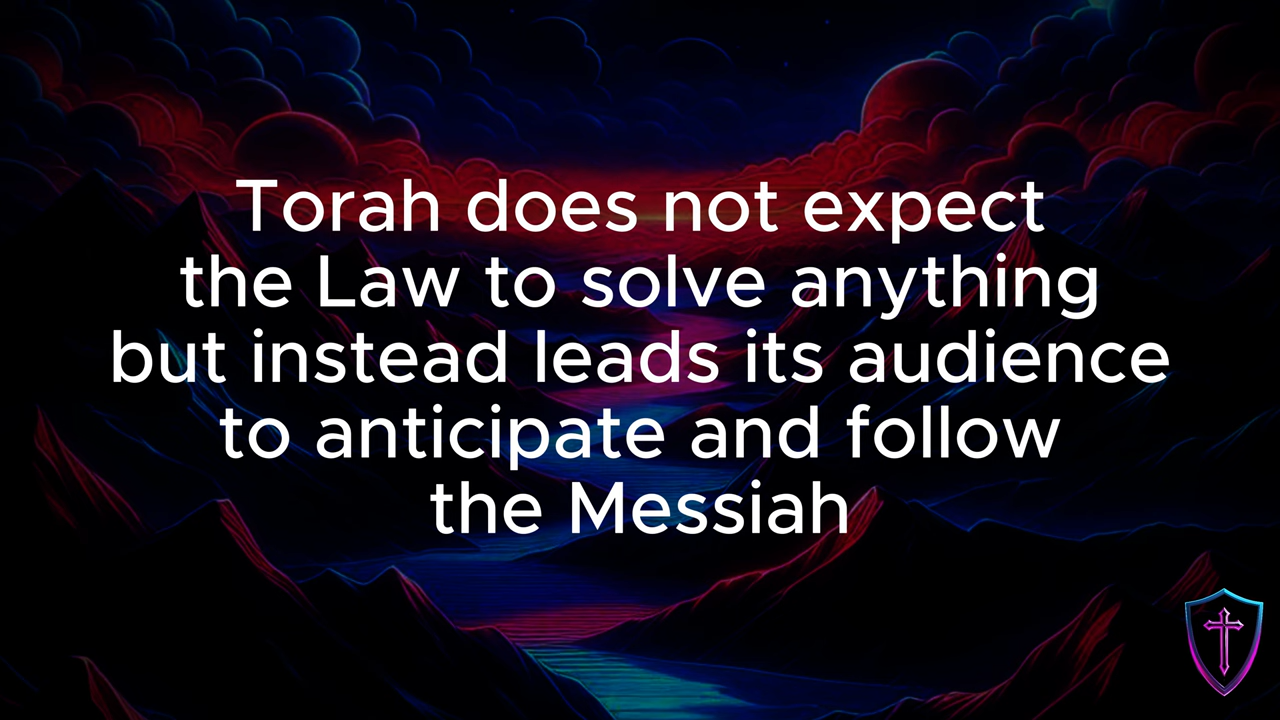 Torah does not expect
the Law to solve anything
but instead leads its audience
to anticipate and follow
the Messiah